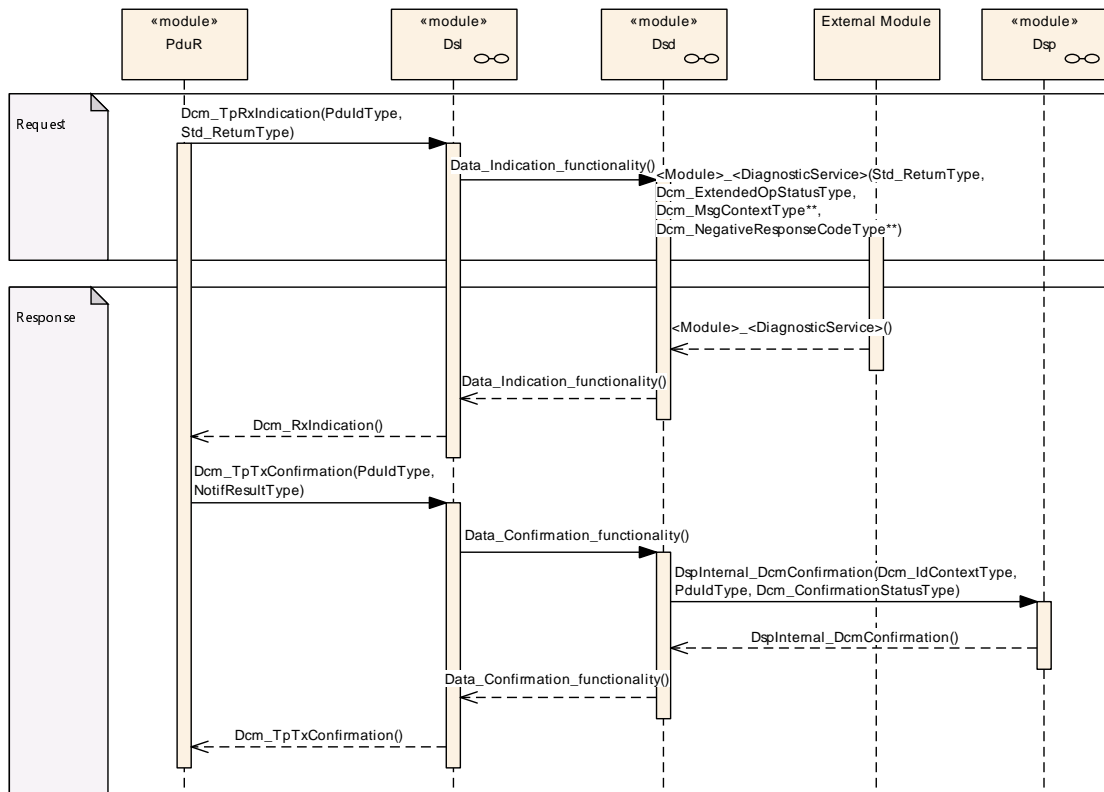 «module»
PduR
«module»
Dsl
«module»
Dsd
External Module
«module»
Dsp
Request
Dcm_TpRxIndication(PduIdType,
Std_ReturnType)
Data_Indication_functionality()
<Module>_<DiagnosticService>(Std_ReturnType,
Dcm_ExtendedOpStatusType,
Dcm_MsgContextType**,
Dcm_NegativeResponseCodeType**)
Response
<Module>_<DiagnosticService>()
Data_Indication_functionality()
Dcm_RxIndication()
Dcm_TpTxConfirmation(PduIdType,
NotifResultType)
Data_Confirmation_functionality()
DspInternal_DcmConfirmation(Dcm_IdContextType,
PduIdType, Dcm_ConfirmationStatusType)
DspInternal_DcmConfirmation()
Data_Confirmation_functionality()
Dcm_TpTxConfirmation()